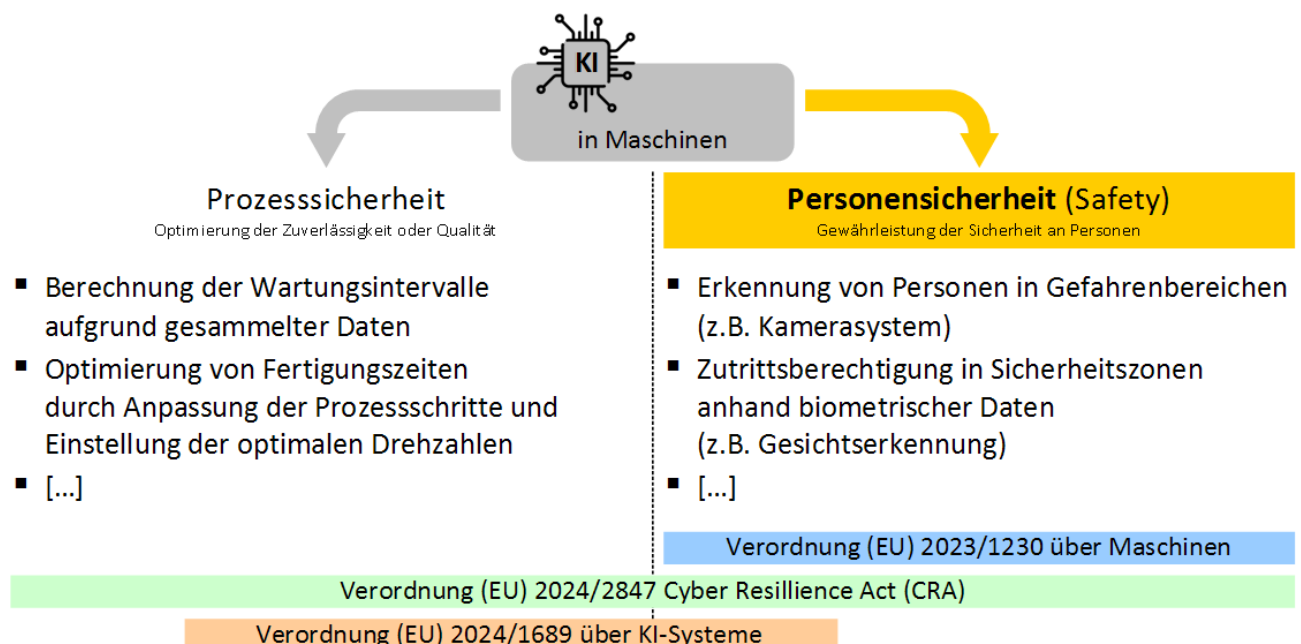 KI
in Maschinen
Prozesssicherheit
Optimierung der Zuverlässigkeit oder Qualität
▪ Berechnung der Wartungsintervalle
aufgrund gesammelter Daten
▪ Optimierung von Fertigungszeiten
durch Anpassung der Prozessschritte und
Einstellung der optimalen Drehzahlen
▪ [...]
Personensicherheit (Safety)
Gewährleistung der Sicherheit an Personen
▪ Erkennung von Personen in Gefahrenbereichen
(z.B. Kamerasystem)
▪ Zutrittsberechtigung in Sicherheitszonen
anhand biometrischer Daten
(z.B. Gesichtserkennung)
▪ [...]
Verordnung (EU) 2023/1230 über Maschinen
Verordnung (EU) 2024/2847 Cyber Resillience Act (CRA)
Verordnung (EU) 2024/1689 über KI-Systeme